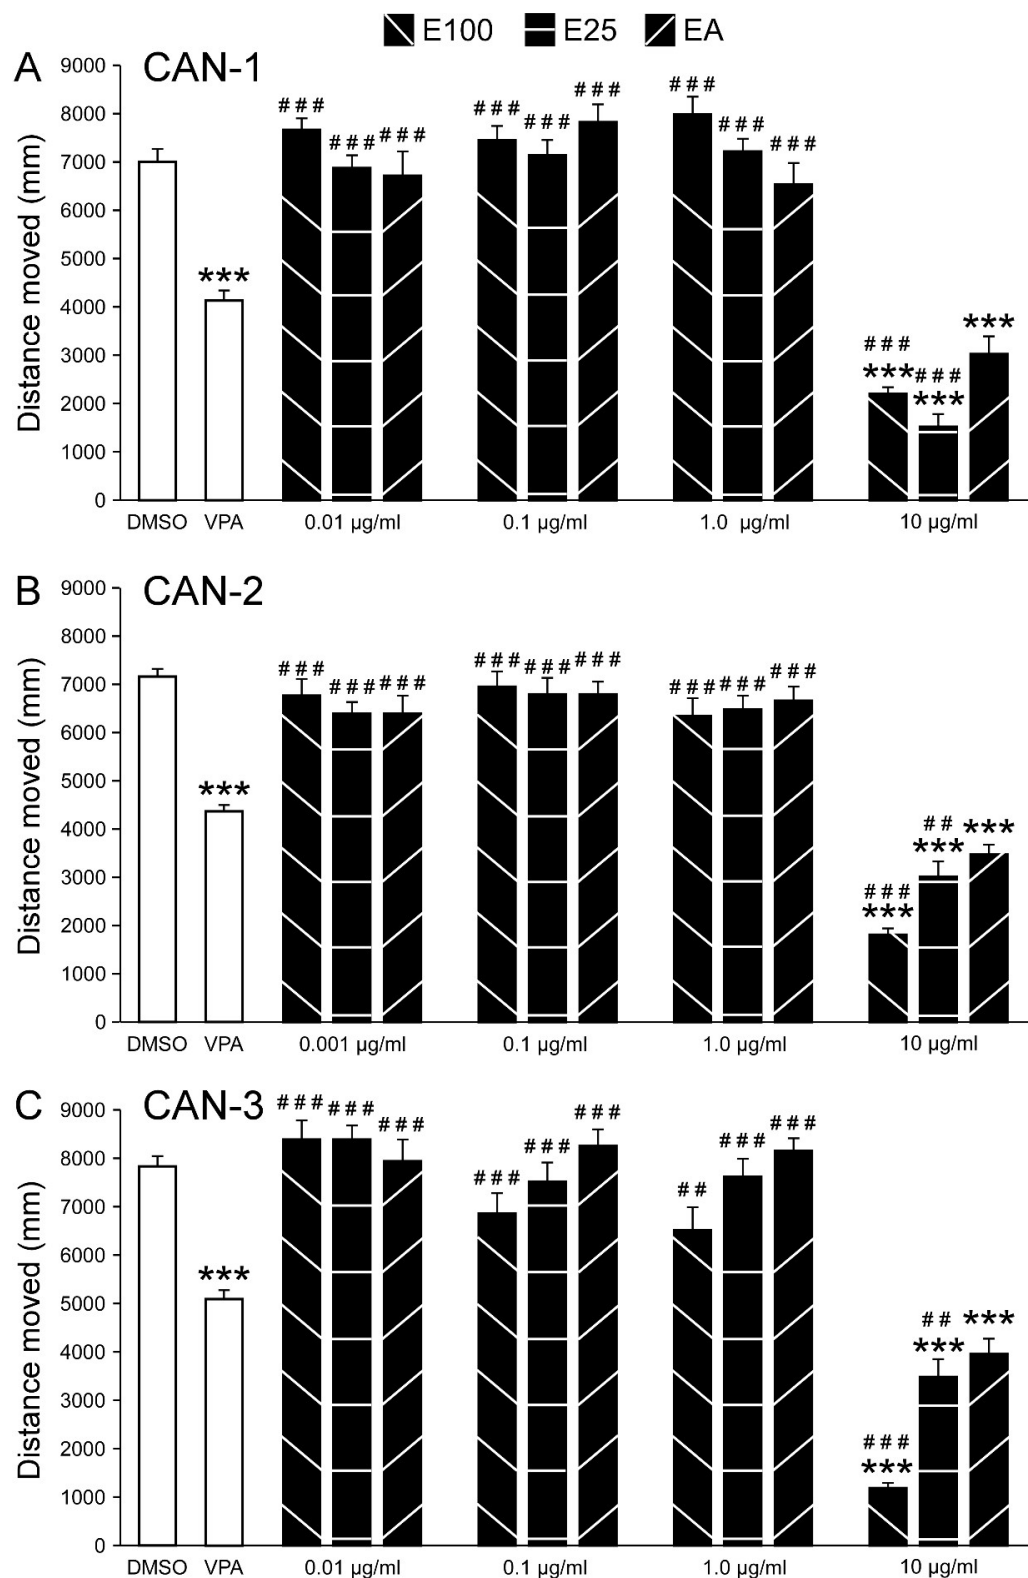 E100 E25 EA
A CAN-1
Distance moved (mm)
9000
8000
7000
6000
5000
4000
3000
2000
1000
0
***
### ### ###
### ### ###
### ### ###
### ### 
*** *** ***
DMSO VPA 0.01 µg/ml 0.1 µg/ml 1.0 µg/ml 10 µg/ml
B CAN-2
Distance moved (mm)
9000
8000
7000
6000
5000
4000
3000
2000
1000
0
***
### ### ###
### ### ###
### ### ###
### ##
*** *** ***
DMSO VPA 0.001 µg/ml 0.1 µg/ml 1.0 µg/ml 10 µg/ml
C CAN-3
Distance moved (mm)
9000
8000
7000
6000
5000
4000
3000
2000
1000
0
***
### ### ###
### ### ###
## ### ###
### ##
*** *** ***
DMSO VPA 0.01 µg/ml 0.1 µg/ml 1.0 µg/ml 10 µg/ml